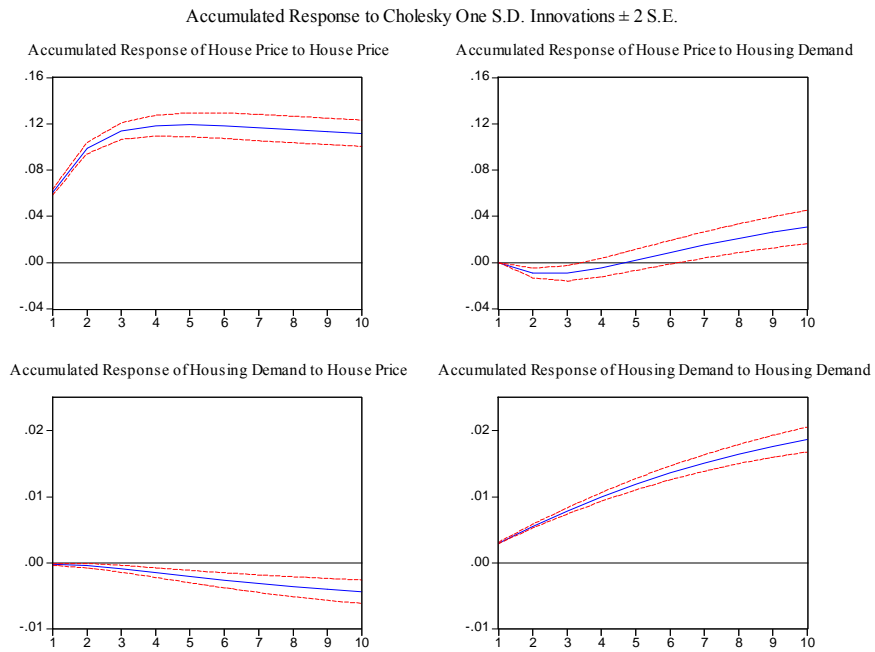 Accumulated Response to Cholesky One S.D. Innovations ± 2 S.E.
Accumulated Response of House Price to House Price
.16
.12
.08
.04
.00
-.04
1 2 3 4 5 6 7 8 9 10
Accumulated Response of House Price to Housing Demand
.16
.12
.08
.04
.00
-.04
1 2 3 4 5 6 7 8 9 10
Accumulated Response of Housing Demand to House Price
.02
.01
.00
-.01
1 2 3 4 5 6 7 8 9 10
Accumulated Response of Housing Demand to Housing Demand
.02
.01
.00
-.01
1 2 3 4 5 6 7 8 9 10